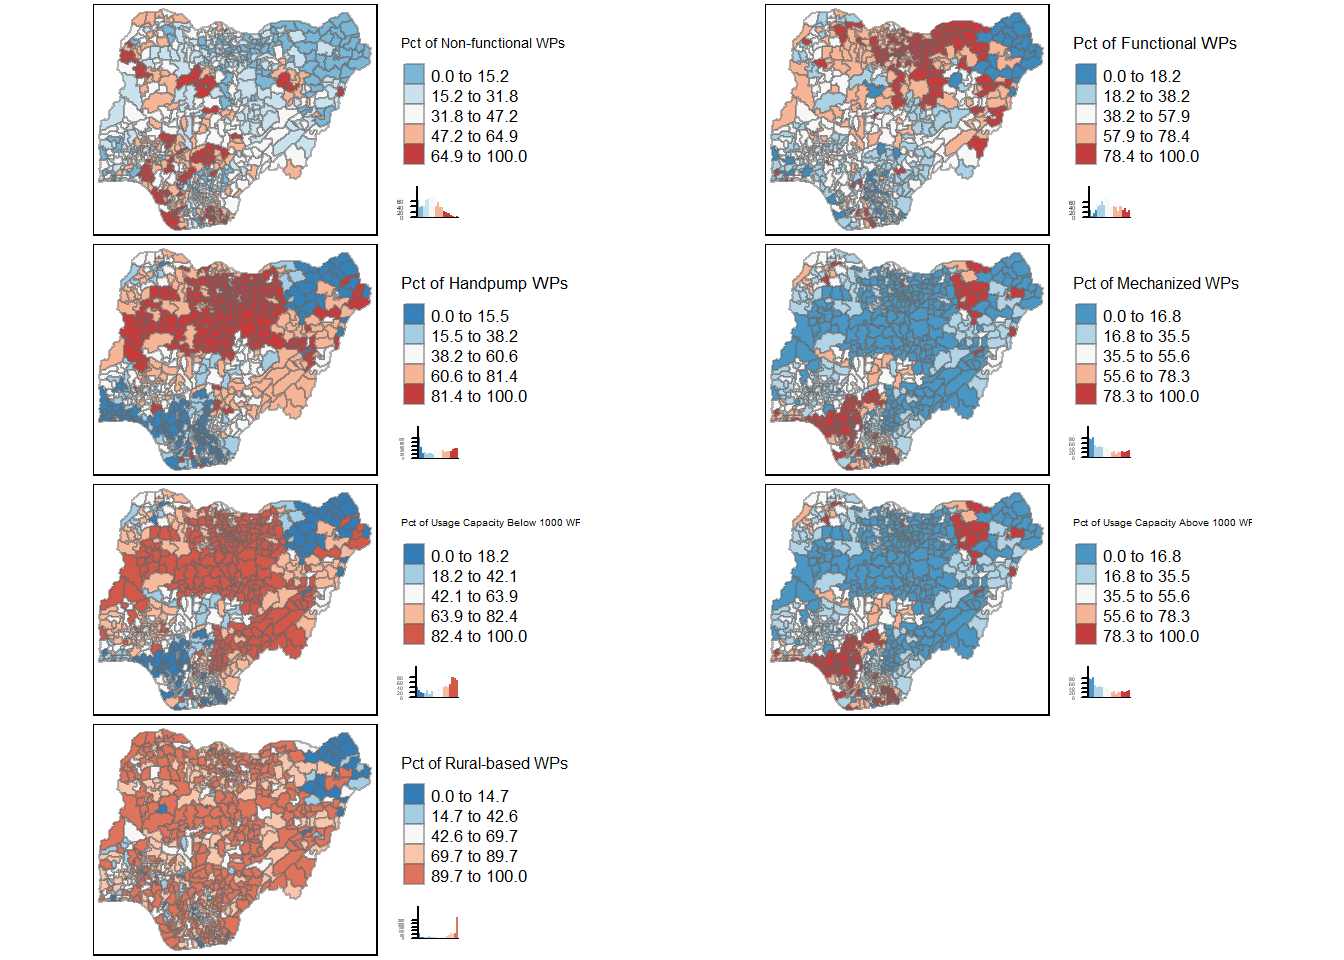 Pct of Non-functional WPs
0.0 to 15.2
15.2 to 31.8
31.8 to 47.2
47.2 to 64.9
64.9 to 100.0
Pct of Functional WPs
0.0 to 18.2
18.2 to 38.2
38.2 to 57.9
57.9 to 78.4
78.4 to 100.0
Pct of Handpump WPs
0.0 to 15.5
15.5 to 38.2
38.2 to 60.6
60.6 to 81.4
81.4 to 100.0
Pct of Mechanized WPs
0.0 to 16.8
16.8 to 35.5
35.5 to 55.6
55.6 to 78.3
78.3 to 100.0
Pct of Usage Capacity Below 1000 WP
0.0 to 18.2
18.2 to 42.1
42.1 to 63.9
63.9 to 82.4
82.4 to 100.0
Pct of Usage Capacity Above 1000 WP
0.0 to 16.8
16.8 to 35.5
35.5 to 55.6
55.6 to 78.3
78.3 to 100.0
Pct of Rural-based WPs
0.0 to 14.7
14.7 to 42.6
42.6 to 69.7
69.7 to 89.7
89.7 to 100.0